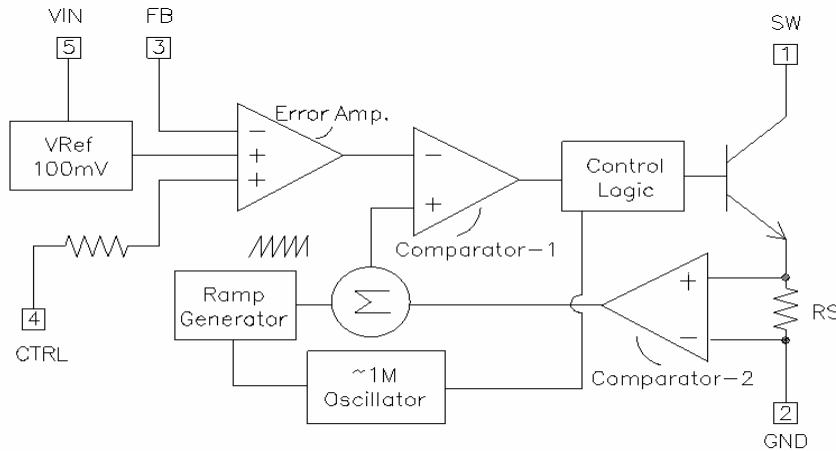 VIN
FB
SW
5
3
1
Error Amp.
VRef
100mV
−
+
+
−
+
Control
Logic
Comparator-1
Ramp
Generator
Σ
+
−
RS
4
CTRL
~1M
Oscillator
Comparator-2
2
GND